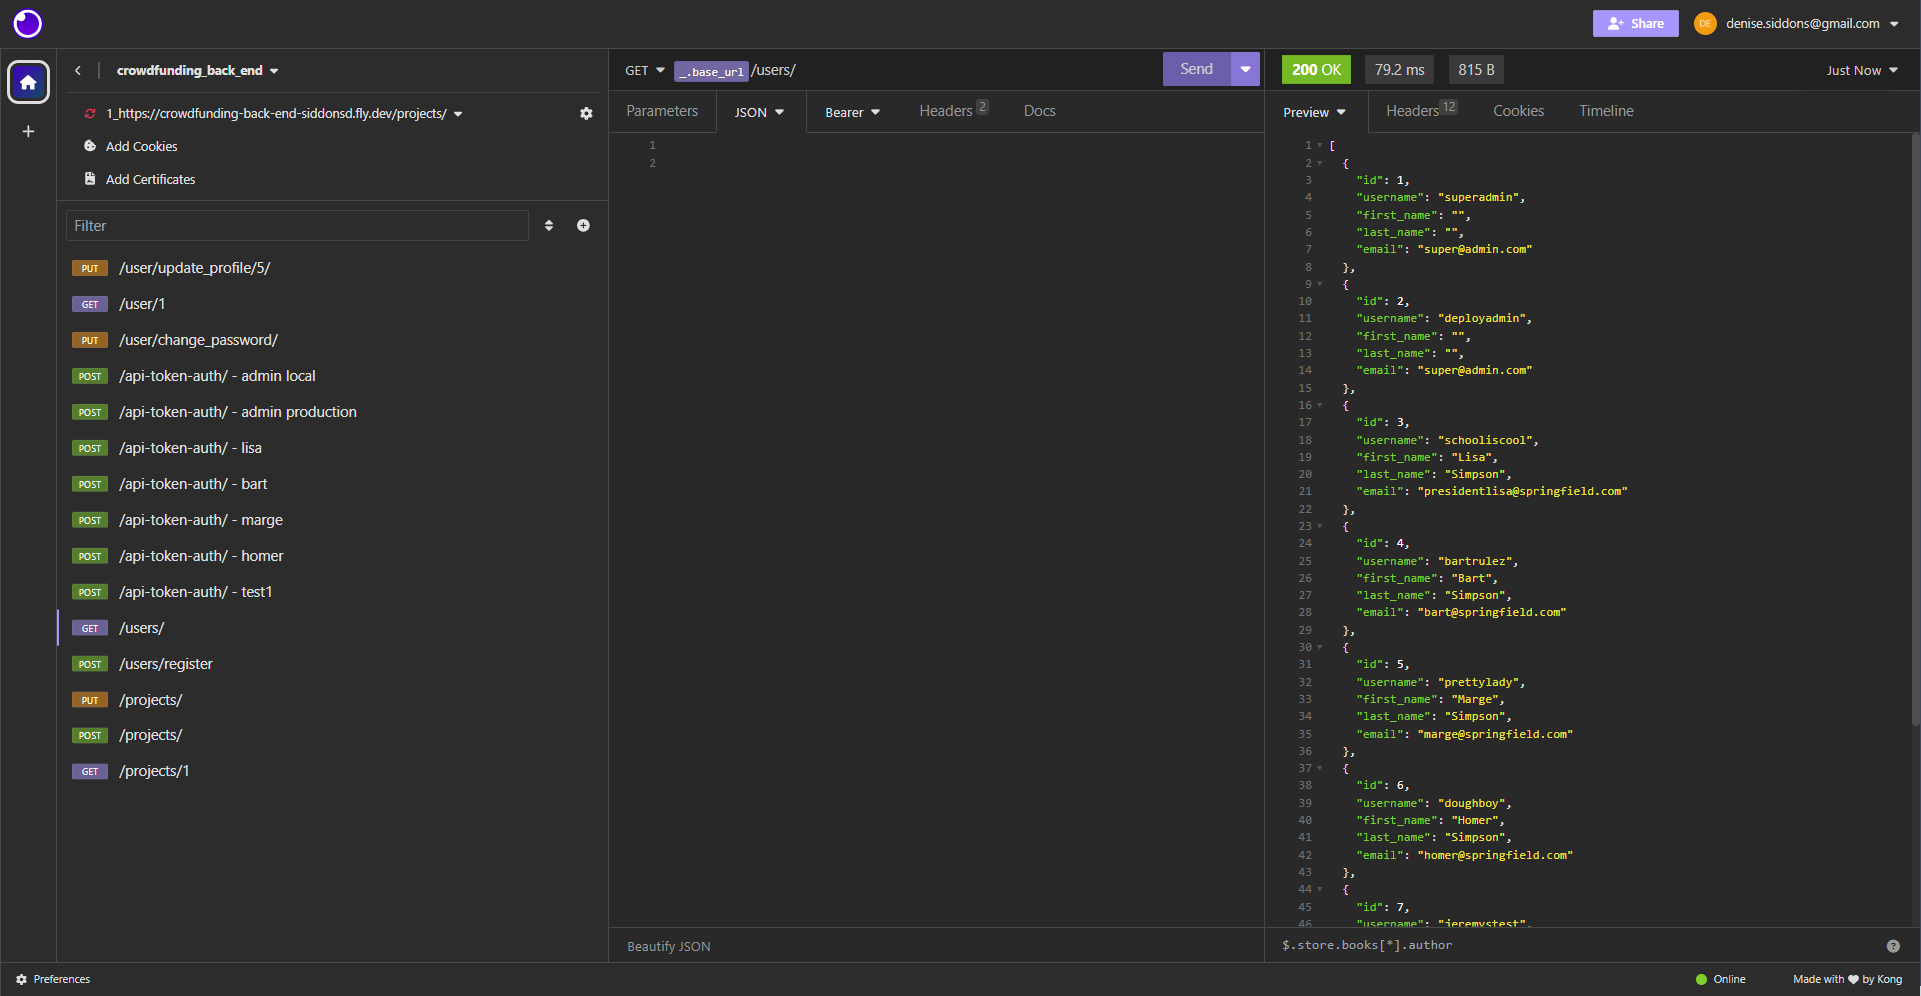 Share
DE
denise.siddons@gmail.com
crowdfunding_back_end
1_https://crowdfunding-back-end-siddonsd.fly.dev/projects/
Add Cookies
Add Certificates
Filter
PUT /user/update_profile/5/
GET /user/1
PUT /user/change_password/
POST /api-token-auth/ - admin local
POST /api-token-auth/ - admin production
POST /api-token-auth/ - lisa
POST /api-token-auth/ - bart
POST /api-token-auth/ - marge
POST /api-token-auth/ - homer
POST /api-token-auth/ - test1
GET /users/
POST /users/register
PUT /projects/
POST /projects/
GET /projects/1
GET _.base_url /users/
Send
Parameters JSON Bearer Headers 2 Docs
1
2
Beautify JSON
200 OK 79.2 ms 815 B Just Now
Preview Headers 12 Cookies Timeline
1 [
2 {
3 "id": 1,
4 "username": "superadmin",
5 "first_name": "",
6 "last_name": "",
7 "email": "super@admin.com"
8 },
9 {
10 "id": 2,
11 "username": "deployadmin",
12 "first_name": "",
13 "last_name": "",
14 "email": "super@admin.com"
15 },
16 {
17 "id": 3,
18 "username": "schooliscool",
19 "first_name": "Lisa",
20 "last_name": "Simpson",
21 "email": "presidentlisa@springfield.com"
22 },
23 {
24 "id": 4,
25 "username": "bartrulez",
26 "first_name": "Bart",
27 "last_name": "Simpson",
28 "email": "bart@springfield.com"
29 },
30 {
31 "id": 5,
32 "username": "prettylady",
33 "first_name": "Marge",
34 "last_name": "Simpson",
35 "email": "marge@springfield.com"
36 },
37 {
38 "id": 6,
39 "username": "doughboy",
40 "first_name": "Homer",
41 "last_name": "Simpson",
42 "email": "homer@springfield.com"
43 },
44 {
45 "id": 7,
46 "username": "jeremystest",
$.store.books[*].author
Preferences
Online
Made with ♥ by Kong